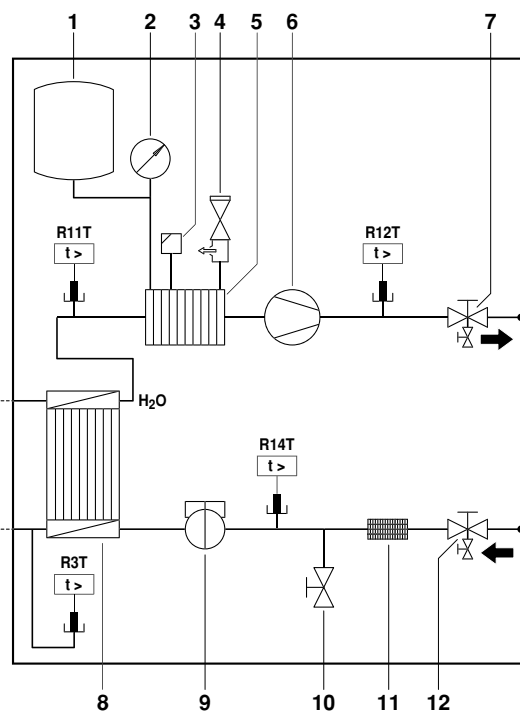 1 2 3 4 5 6 7
R11T
t >
R12T
t >
H₂O
R14T
t >
R3T
t >
8 9 10 11 12